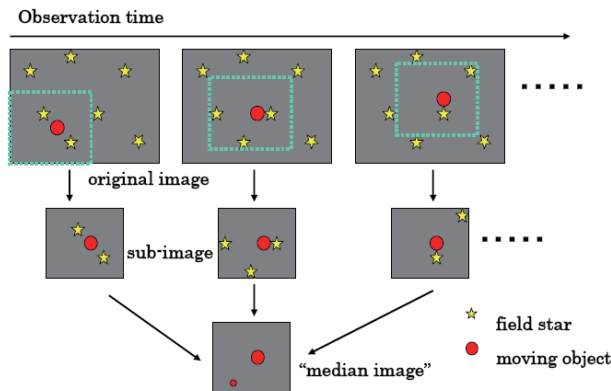 Observation time
original image
sub-image
field star
moving object
“median image”